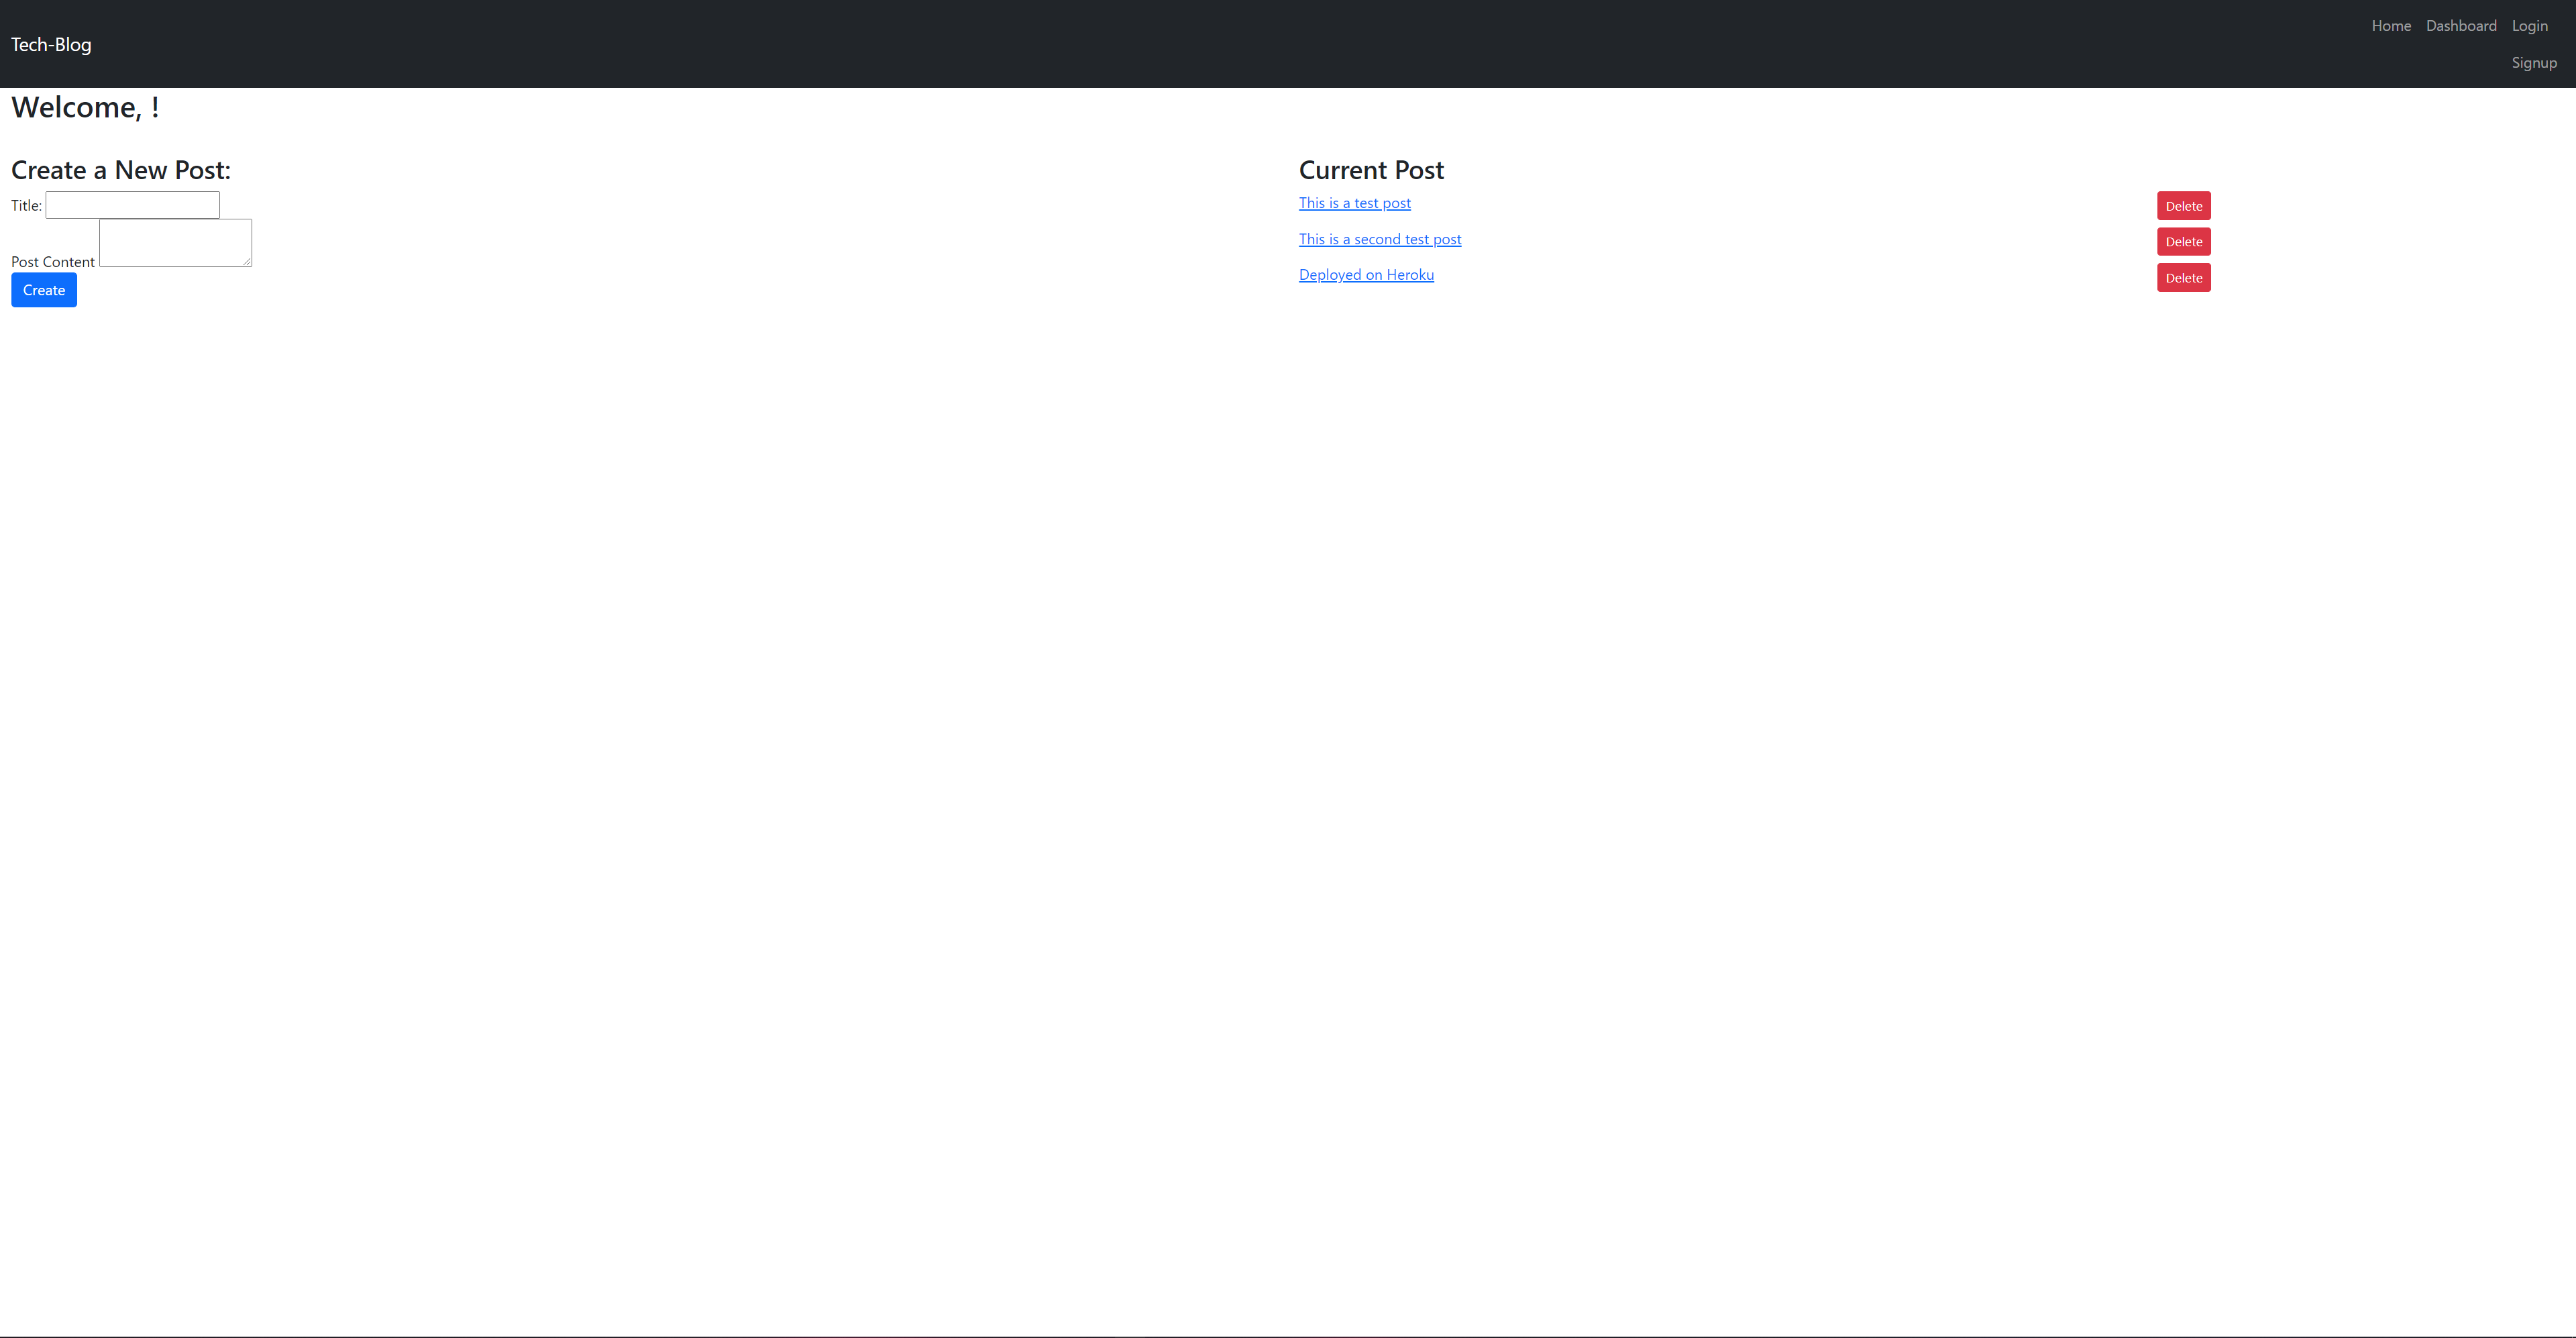 Tech-Blog
Home Dashboard Login
Signup
Welcome, !
Create a New Post:
Title:
Post Content
Create
Current Post
This is a test post Delete
This is a second test post Delete
Deployed on Heroku Delete